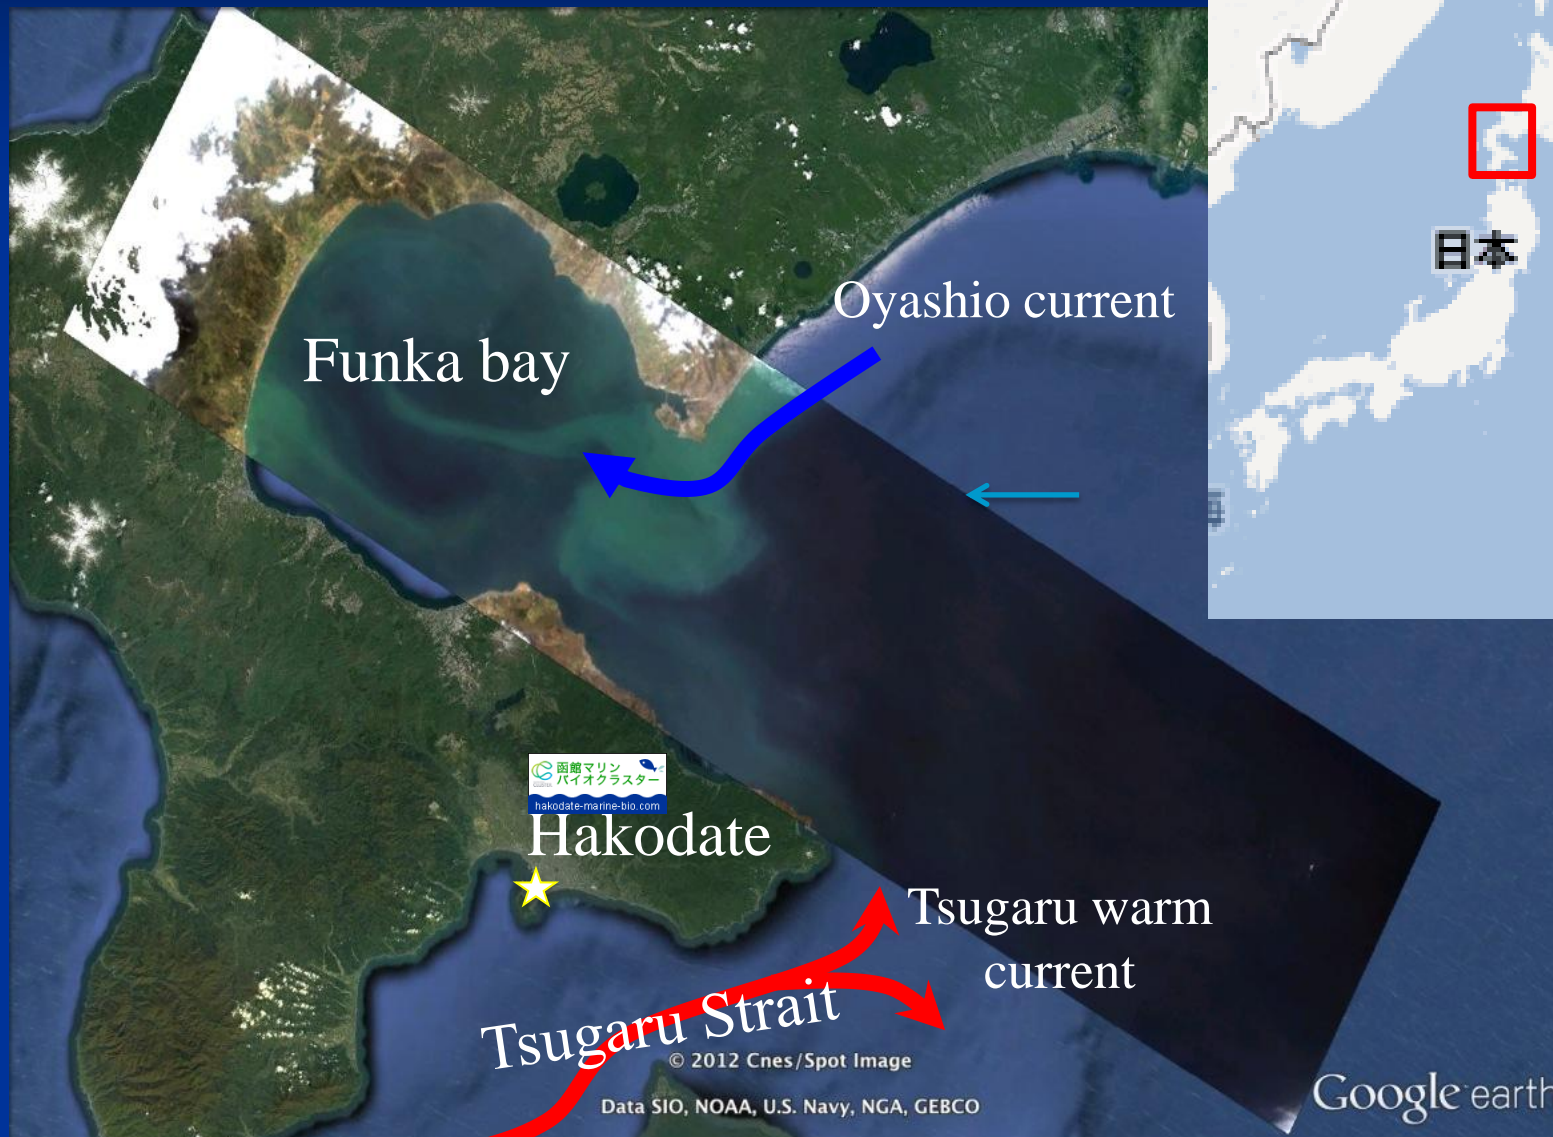 日本
Oyashio current
Funka bay
函館マリン
バイオクラスター
hakodate-marine-bio.com
Hakodate
Tsugaru warm
current
Tsugaru Strait
© 2012 Cnes/Spot Image
Data SIO, NOAA, U.S. Navy, NGA, GEBCO
Google earth